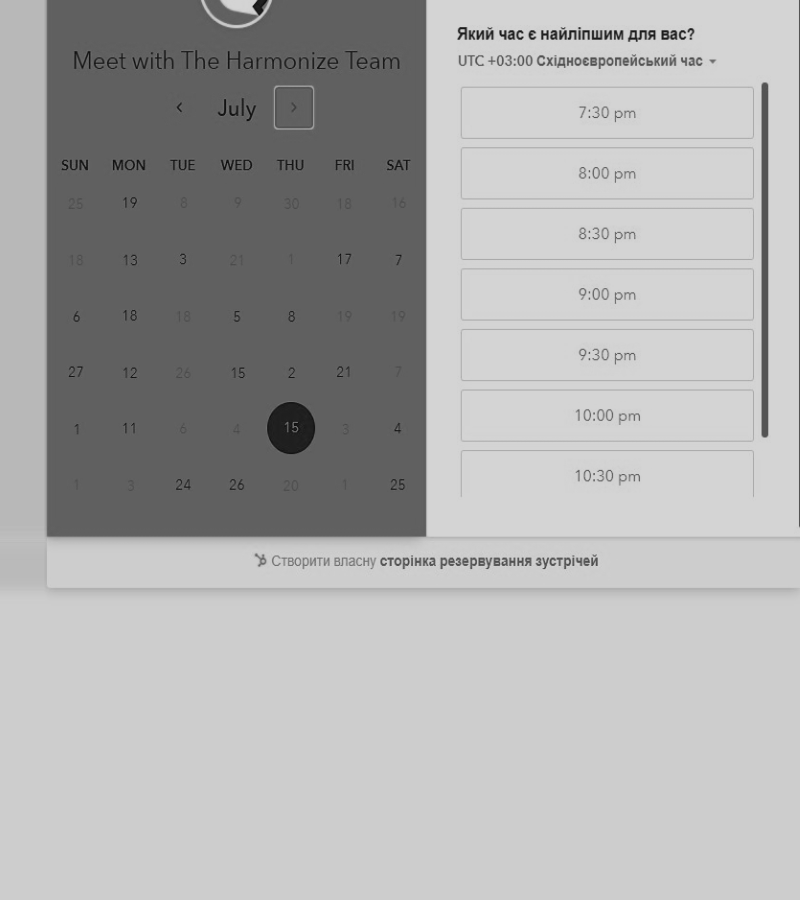 Meet with The Harmonize Team
July
SUN MON TUE WED THU FRI SAT
25 19 8 9 30 18 16
18 13 3 21 1 17 7
6 18 18 5 8 19 19
27 12 26 15 2 21 7
1 11 6 4 15 3 4
1 3 24 26 20 1 25
Який час є найліпшим для вас?
UTC +03:00 Східноєвропейський час
7:30 pm
8:00 pm
8:30 pm
9:00 pm
9:30 pm
10:00 pm
10:30 pm
Створити власну сторінка резервування зустрічей